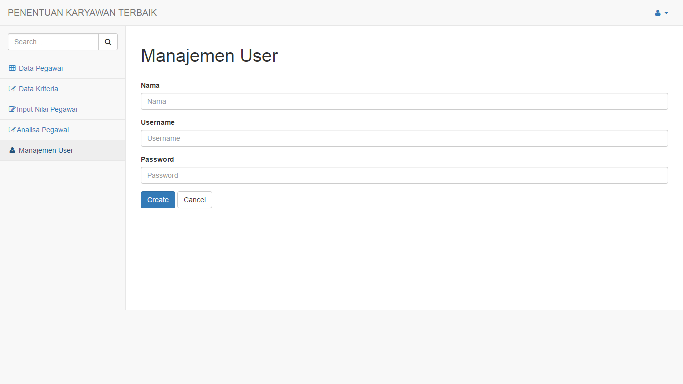 PENENTUAN KARYAWAN TERBAIK
Search
Data Pegawai
Data Kriteria
Input Nilai Pegawai
Analisa Pegawai
Manajemen User
Manajemen User
Nama
Nama
Username
Username
Password
Password
Create Cancel